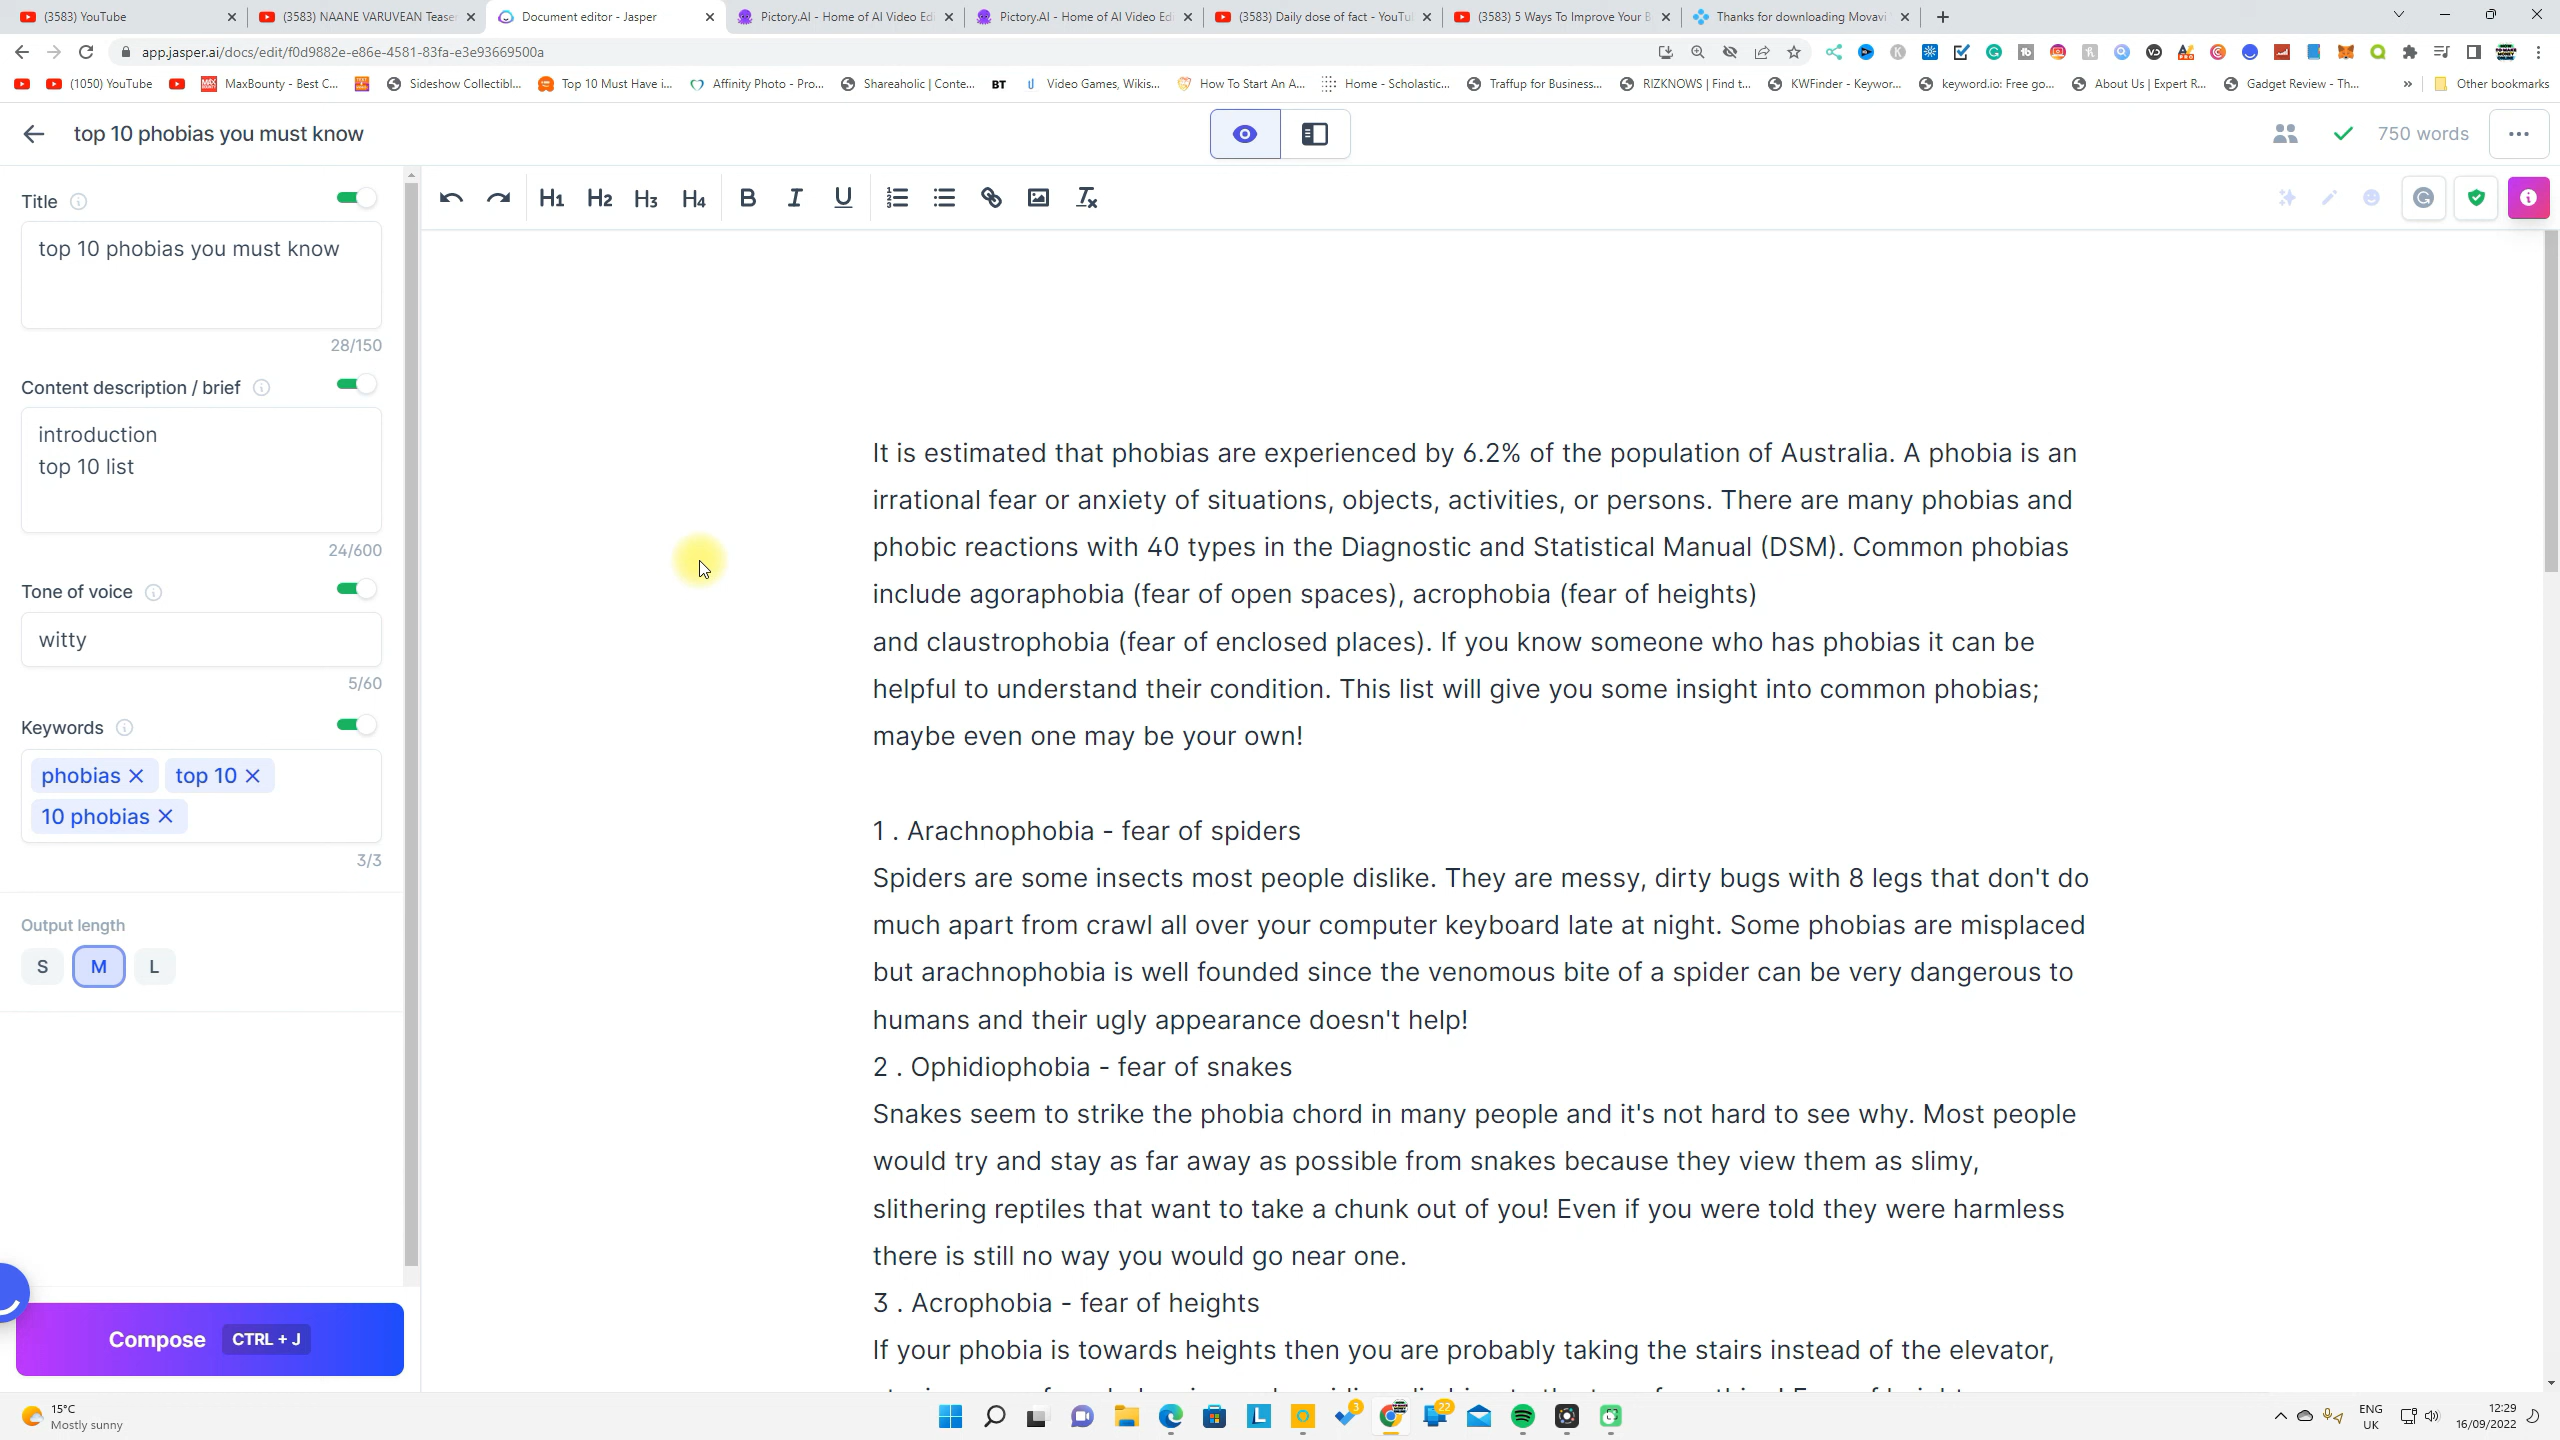 (3583) YouTube
(3583) NAANE VARUVEAN Teaser
Document editor - Jasper
Pictory.AI - Home of AI Video Edi
Pictory.AI - Home of AI Video Edi
(3583) Daily dose of fact - YouTu
(3583) 5 Ways To Improve Your B
Thanks for downloading Movavi
app.jasper.ai/docs/edit/f0d9882e-e86e-4581-83fa-e3e93669500a
(1050) YouTube
MaxBounty - Best C...
Sideshow Collectibl...
Top 10 Must Have i...
Affinity Photo - Pro...
Shareaholic | Conte...
BT
Video Games, Wikis...
How To Start An A...
Home - Scholastic...
Traffup for Business...
RIZKNOWS | Find t...
KWFinder - Keywor...
keyword.io: Free go...
About Us | Expert R...
Gadget Review - Th...
»
Other bookmarks
top 10 phobias you must know
750 words
Title
top 10 phobias you must know
28/150
Content description / brief
introduction
top 10 list
24/600
Tone of voice
witty
5/60
Keywords
phobias
top 10
10 phobias
3/3
Output length
S M L
Compose CTRL + J
H1 H2 H3 H4 B I U
It is estimated that phobias are experienced by 6.2% of the population of Australia. A phobia is an
irrational fear or anxiety of situations, objects, activities, or persons. There are many phobias and
phobic reactions with 40 types in the Diagnostic and Statistical Manual (DSM). Common phobias
include agoraphobia (fear of open spaces), acrophobia (fear of heights)
and claustrophobia (fear of enclosed places). If you know someone who has phobias it can be
helpful to understand their condition. This list will give you some insight into common phobias;
maybe even one may be your own!
1 . Arachnophobia - fear of spiders
Spiders are some insects most people dislike. They are messy, dirty bugs with 8 legs that don't do
much apart from crawl all over your computer keyboard late at night. Some phobias are misplaced
but arachnophobia is well founded since the venomous bite of a spider can be very dangerous to
humans and their ugly appearance doesn't help!
2 . Ophidiophobia - fear of snakes
Snakes seem to strike the phobia chord in many people and it's not hard to see why. Most people
would try and stay as far away as possible from snakes because they view them as slimy,
slithering reptiles that want to take a chunk out of you! Even if you were told they were harmless
there is still no way you would go near one.
3 . Acrophobia - fear of heights
If your phobia is towards heights then you are probably taking the stairs instead of the elevator,
15°C
Mostly sunny
3
22
ENG
UK
12:29
16/09/2022